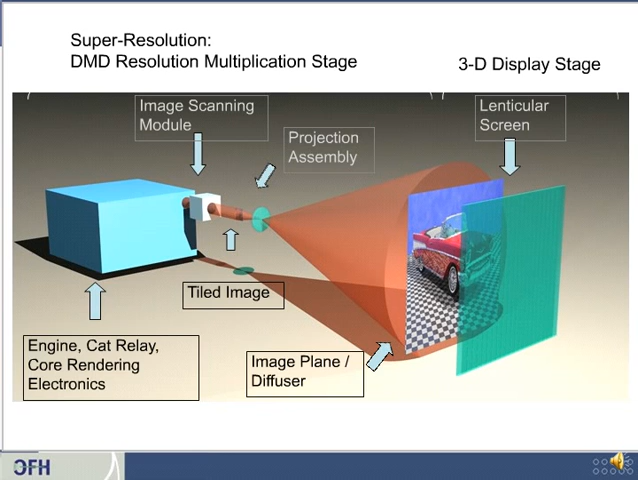 Super-Resolution:
DMD Resolution Multiplication Stage
3-D Display Stage
Image Scanning
Module
Lenticular
Screen
Projection
Assembly
Tiled Image
Engine, Cat Relay,
Core Rendering
Electronics
Image Plane /
Diffuser